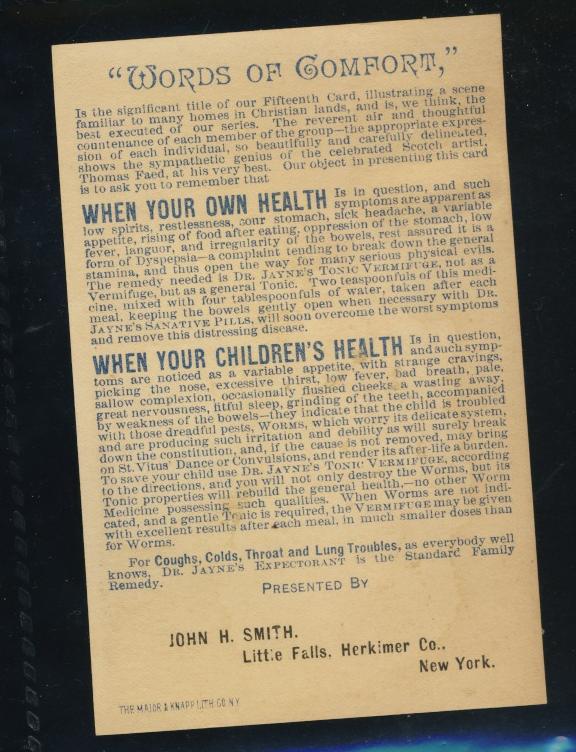 “WORDS OF COMFORT,”
Is the significant title of our Fifteenth Card, illustrating a scene
familiar to many homes in Christian lands, and is, we think, the
best executed of our series. The reverent air and thoughtful
countenance of each member of the group—the appropriate expres-
sion of each individual, so beautifully and carefully delineated,
shows the sympathetic genius of the celebrated Scotch artist,
Thomas Faed, at his very best. Our object in presenting this card
is to ask you to remember that
WHEN YOUR OWN HEALTH Is in question, and such
symptoms are apparent as
low spirits, restlessness, sour stomach, sick headache, a variable
appetite, rising of food after eating, oppression of the stomach, low
fever, languor, and irregularity of the bowels, rest assured it is a
form of Dyspepsia—a complaint tending to break down the general
stamina, and thus open the way for many serious physical evils.
The remedy needed is DR. JAYNE'S TONIC VERMIFUGE, not as a
Vermifuge, but as a general Tonic. Two teaspoonfuls of this medi-
cine, mixed with four tablespoonfuls of water, taken after each
meal, keeping the bowels gently open when necessary with DR.
JAYNE'S SANATIVE PILLS, will soon overcome the worst symptoms
and remove this distressing disease.
WHEN YOUR CHILDREN'S HEALTH Is in question,
and such symp-
toms are noticed as a variable appetite, with strange cravings,
picking the nose, excessive thirst, low fever, bad breath, pale,
sallow complexion, occasionally flushed cheeks, a wasting away,
great nervousness, fitful sleep, grinding of the teeth, accompanied
by weakness of the bowels—they indicate that the child is troubled
with those dreadful pests, WORMS, which worry its delicate system,
and are producing such irritation and debility as will surely break
down the constitution, and, if the cause is not removed, may bring
on St. Vitus' Dance or Convulsions, and render its after-life a burden.
To save your child, use DR. JAYNE'S TONIC VERMIFUGE, according
to the directions, and you will not only destroy the Worms, but its
Tonic properties will rebuild the general health,—no other Worm
Medicine possessing such qualities. When Worms are not indi-
cated, and a gentle Tonic is required, the VERMIFUGE may be given
with excellent results after each meal, in much smaller doses than
for Worms.
For Coughs, Colds, Throat and Lung Troubles, as everybody well
knows, DR. JAYNE'S EXPECTORANT is the Standard Family
Remedy.
PRESENTED BY
JOHN H. SMITH.
Little Falls, Herkimer Co.,
New York.
THE MAJOR & KNAPP LITH. CO. N.Y.